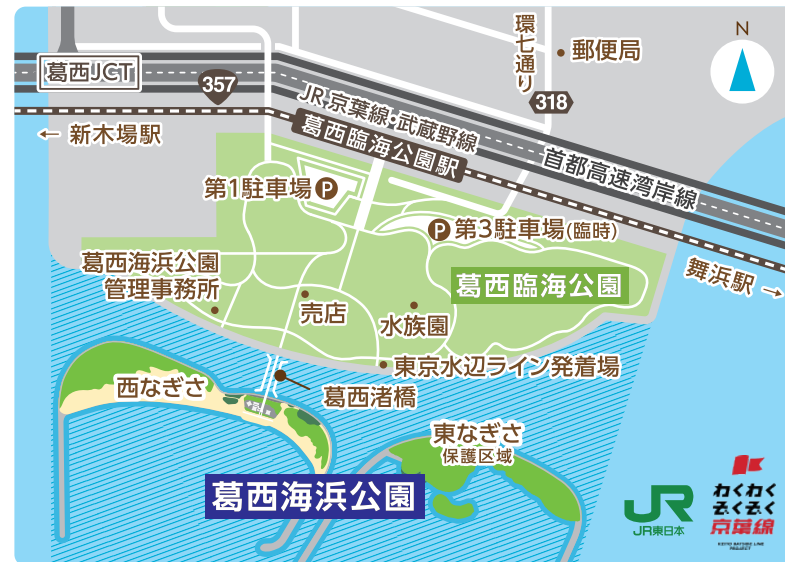 環七通り
郵便局
N
葛西JCT
357
318
JR京葉線・武蔵野線
葛西臨海公園駅
首都高速湾岸線
← 新木場駅
第1駐車場 P
P 第3駐車場(臨時)
葛西海浜公園
管理事務所
葛西臨海公園
舞浜駅 →
売店
水族園
東京水辺ライン発着場
西なぎさ
葛西渚橋
東なぎさ
保護区域
葛西海浜公園
JR
JR東日本
わくわく
ぞくぞく
京葉線
KEIYO BAYSIDE LINE
PROJECT